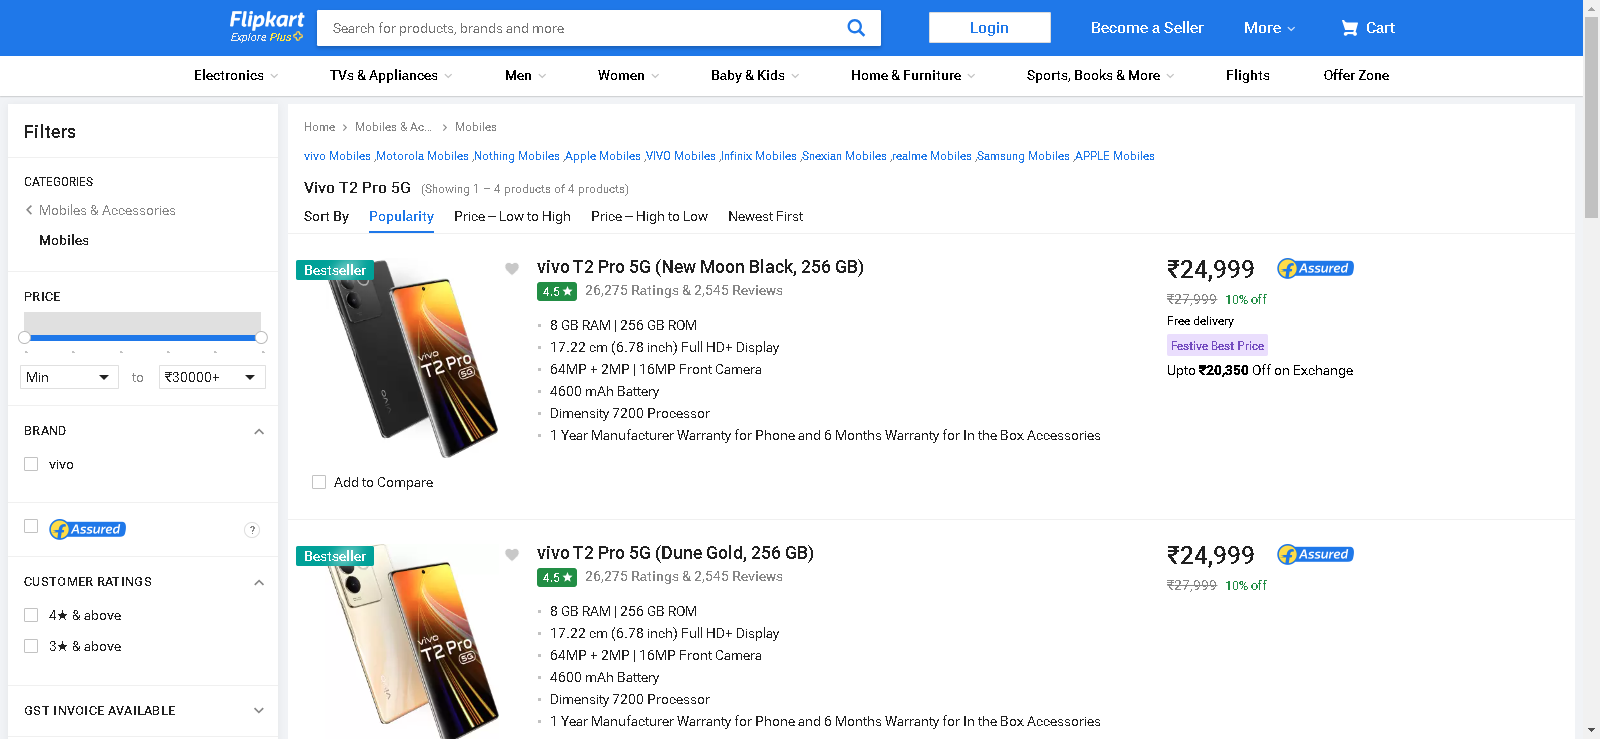 Flipkart
Explore Plus
Search for products, brands and more
Login
Become a Seller
More
Cart
Electronics
TVs & Appliances
Men
Women
Baby & Kids
Home & Furniture
Sports, Books & More
Flights
Offer Zone
Filters
CATEGORIES
Mobiles & Accessories
Mobiles
PRICE
Min
to
₹30000+
BRAND
vivo
Assured
?
CUSTOMER RATINGS
4★ & above
3★ & above
GST INVOICE AVAILABLE
Home > Mobiles & Ac... > Mobiles
vivo Mobiles ,Motorola Mobiles ,Nothing Mobiles ,Apple Mobiles ,VIVO Mobiles ,Infinix Mobiles ,Snexian Mobiles ,realme Mobiles ,Samsung Mobiles ,APPLE Mobiles
Vivo T2 Pro 5G (Showing 1 – 4 products of 4 products)
Sort By Popularity Price – Low to High Price – High to Low Newest First
Bestseller
vivo
T2 Pro
5G
vivo
Add to Compare
vivo T2 Pro 5G (New Moon Black, 256 GB)
4.5★ 26,275 Ratings & 2,545 Reviews
8 GB RAM | 256 GB ROM
17.22 cm (6.78 inch) Full HD+ Display
64MP + 2MP | 16MP Front Camera
4600 mAh Battery
Dimensity 7200 Processor
1 Year Manufacturer Warranty for Phone and 6 Months Warranty for In the Box Accessories
₹24,999 Assured
₹27,999 10% off
Free delivery
Festive Best Price
Upto ₹20,350 Off on Exchange
Bestseller
vivo
T2 Pro
5G
vivo
vivo T2 Pro 5G (Dune Gold, 256 GB)
4.5★ 26,275 Ratings & 2,545 Reviews
8 GB RAM | 256 GB ROM
17.22 cm (6.78 inch) Full HD+ Display
64MP + 2MP | 16MP Front Camera
4600 mAh Battery
Dimensity 7200 Processor
1 Year Manufacturer Warranty for Phone and 6 Months Warranty for In the Box Accessories
₹24,999 Assured
₹27,999 10% off